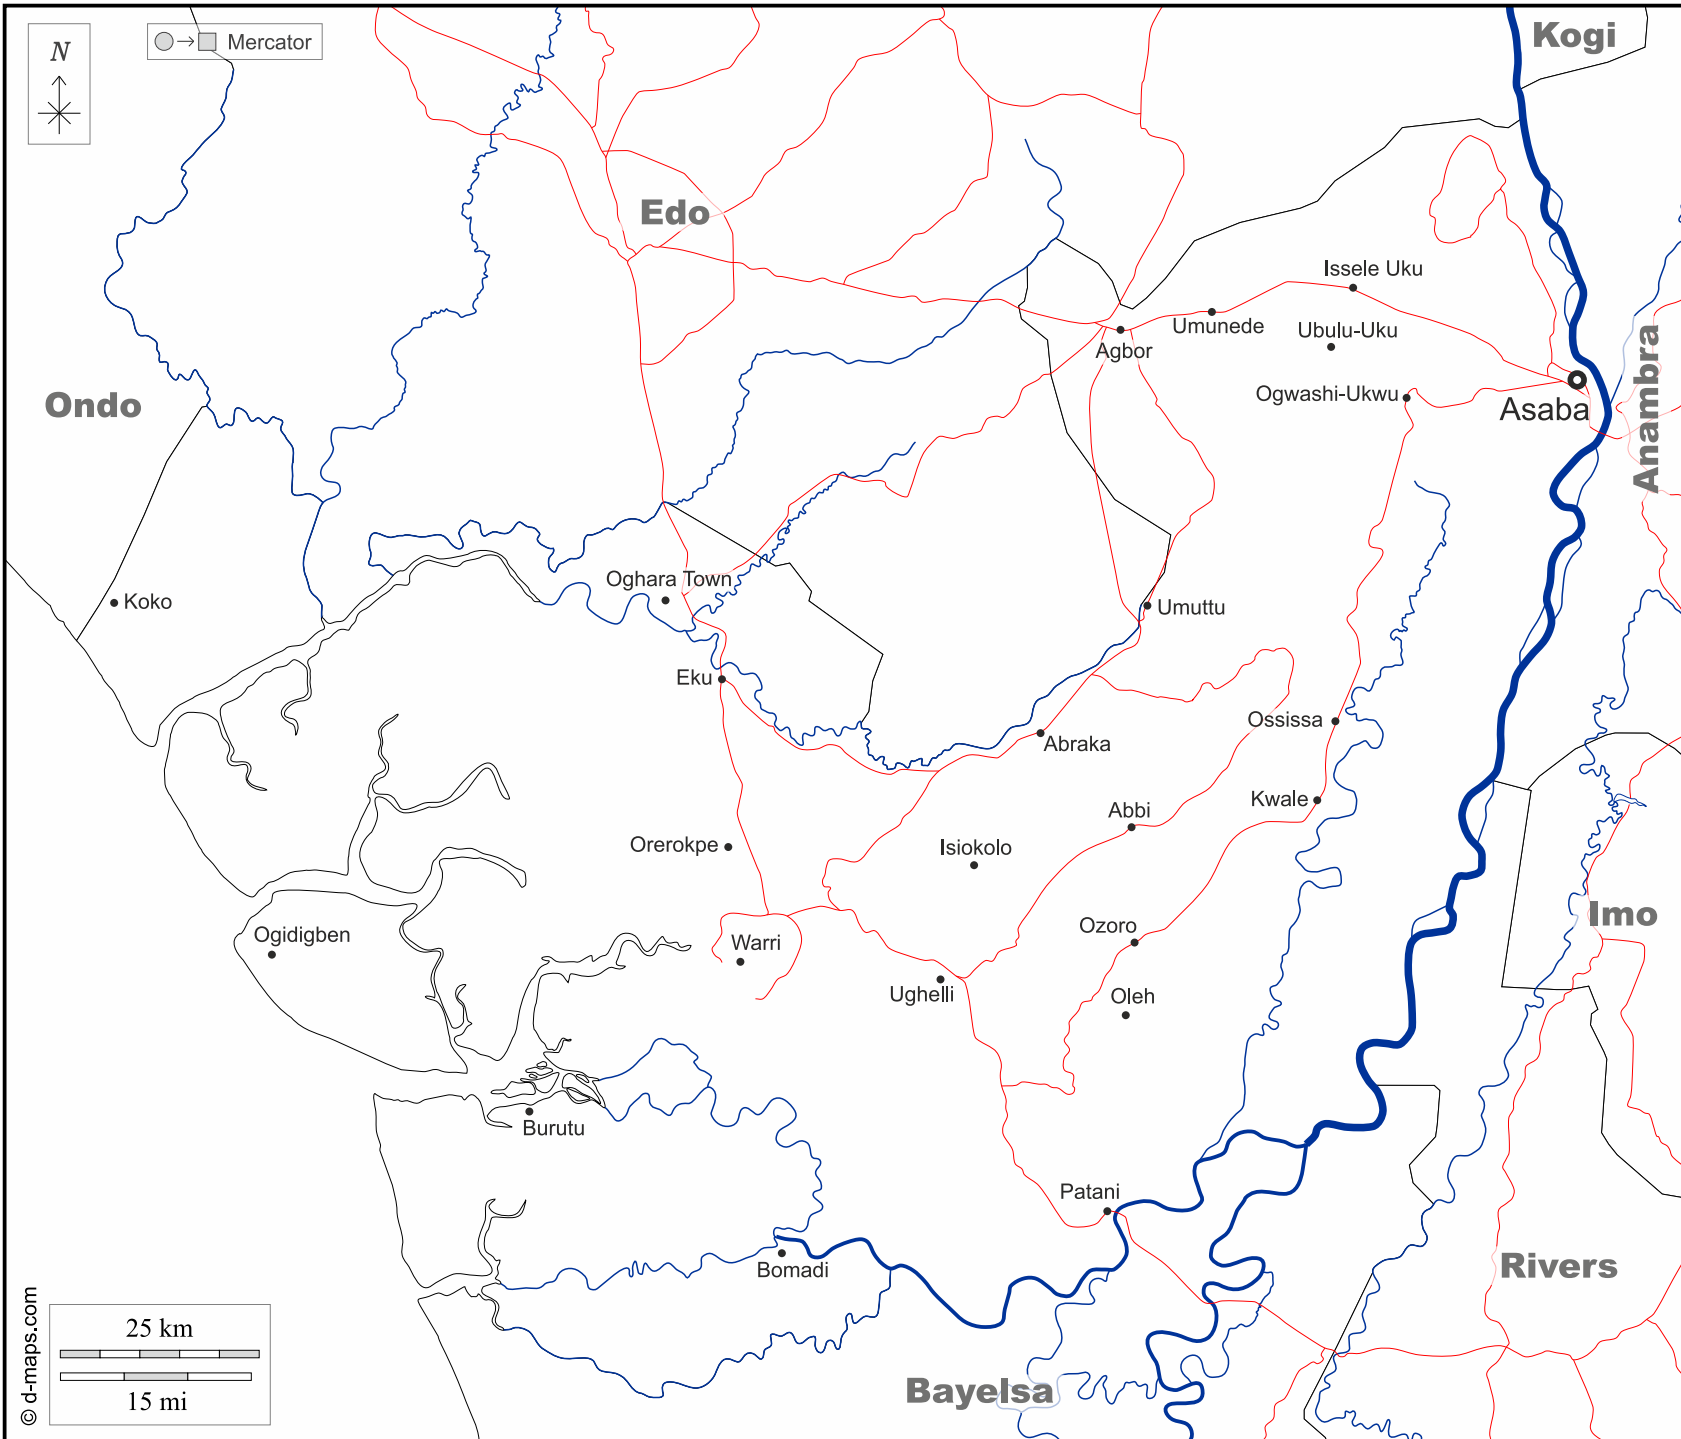 Kogi
N
Mercator
Edo
Issele Uku
Umunede
Ubulu-Uku
Agbor
Ogwashi-Ukwu
Asaba
Anambra
Ondo
Oghara Town
Koko
Umuttu
Eku
Ossissa
Abraka
Kwale
Abbi
Orerokpe
Isiokolo
Imo
Ozoro
Ogidigben
Warri
Ughelli
Oleh
Burutu
Patani
Bomadi
Rivers
Bayelsa
25 km
15 mi
© d-maps.com